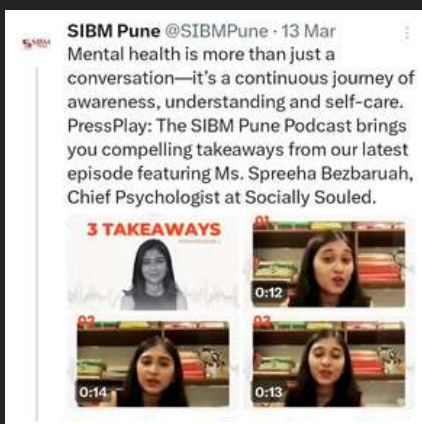 SIBM Pune @SIBMPune · 13 Mar
Mental health is more than just a
conversation—it's a continuous journey of
awareness, understanding and self-care.
PressPlay: The SIBM Pune Podcast brings
you compelling takeaways from our latest
episode featuring Ms. Spreeha Bezbaruah,
Chief Psychologist at Socially Souled.
3 TAKEAWAYS
01
0:12
02
0:14
03
0:13